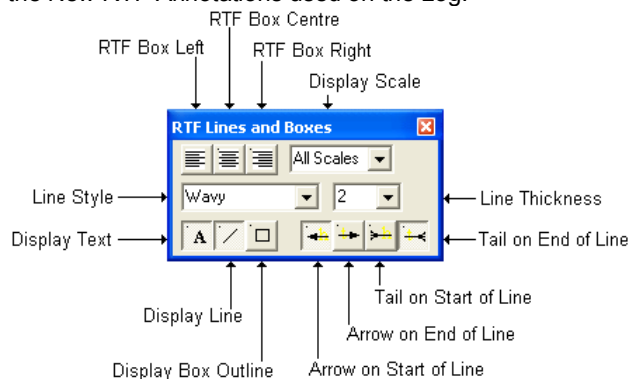 the New RTF Annotations used on the Log.
RTF Box Centre
RTF Box Left
RTF Box Right
Display Scale
RTF Lines and Boxes
All Scales
Line Style
Wavy
2
Line Thickness
Display Text
A
Tail on End of Line
Tail on Start of Line
Display Line
Arrow on End of Line
Display Box Outline
Arrow on Start of Line